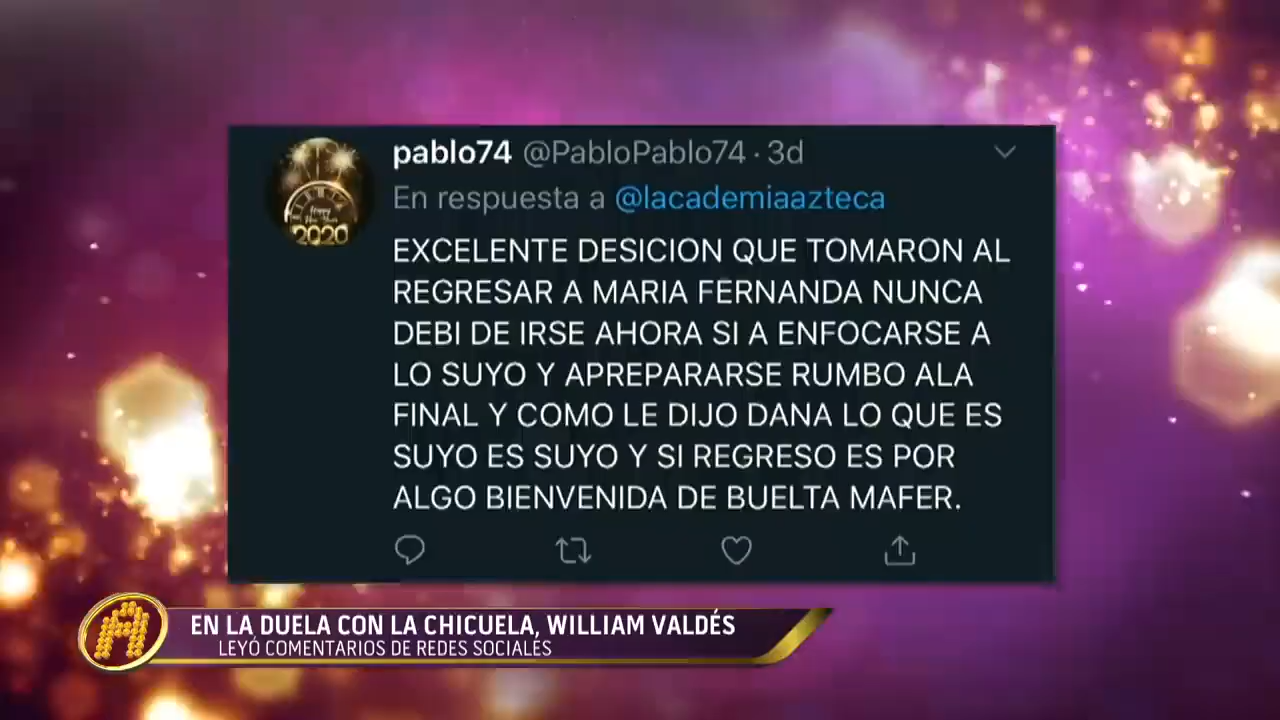 pablo74 @PabloPablo74 · 3d
En respuesta a @lacademiaazteca
EXCELENTE DESICION QUE TOMARON AL
REGRESAR A MARIA FERNANDA NUNCA
DEBI DE IRSE AHORA SI A ENFOCARSE A
LO SUYO Y APREPARARSE RUMBO ALA
FINAL Y COMO LE DIJO DANA LO QUE ES
SUYO ES SUYO Y SI REGRESO ES POR
ALGO BIENVENIDA DE BUELTA MAFER.
Happy
New Year
2020
A
EN LA DUELA CON LA CHICUELA, WILLIAM VALDÉS
LEYÓ COMENTARIOS DE REDES SOCIALES